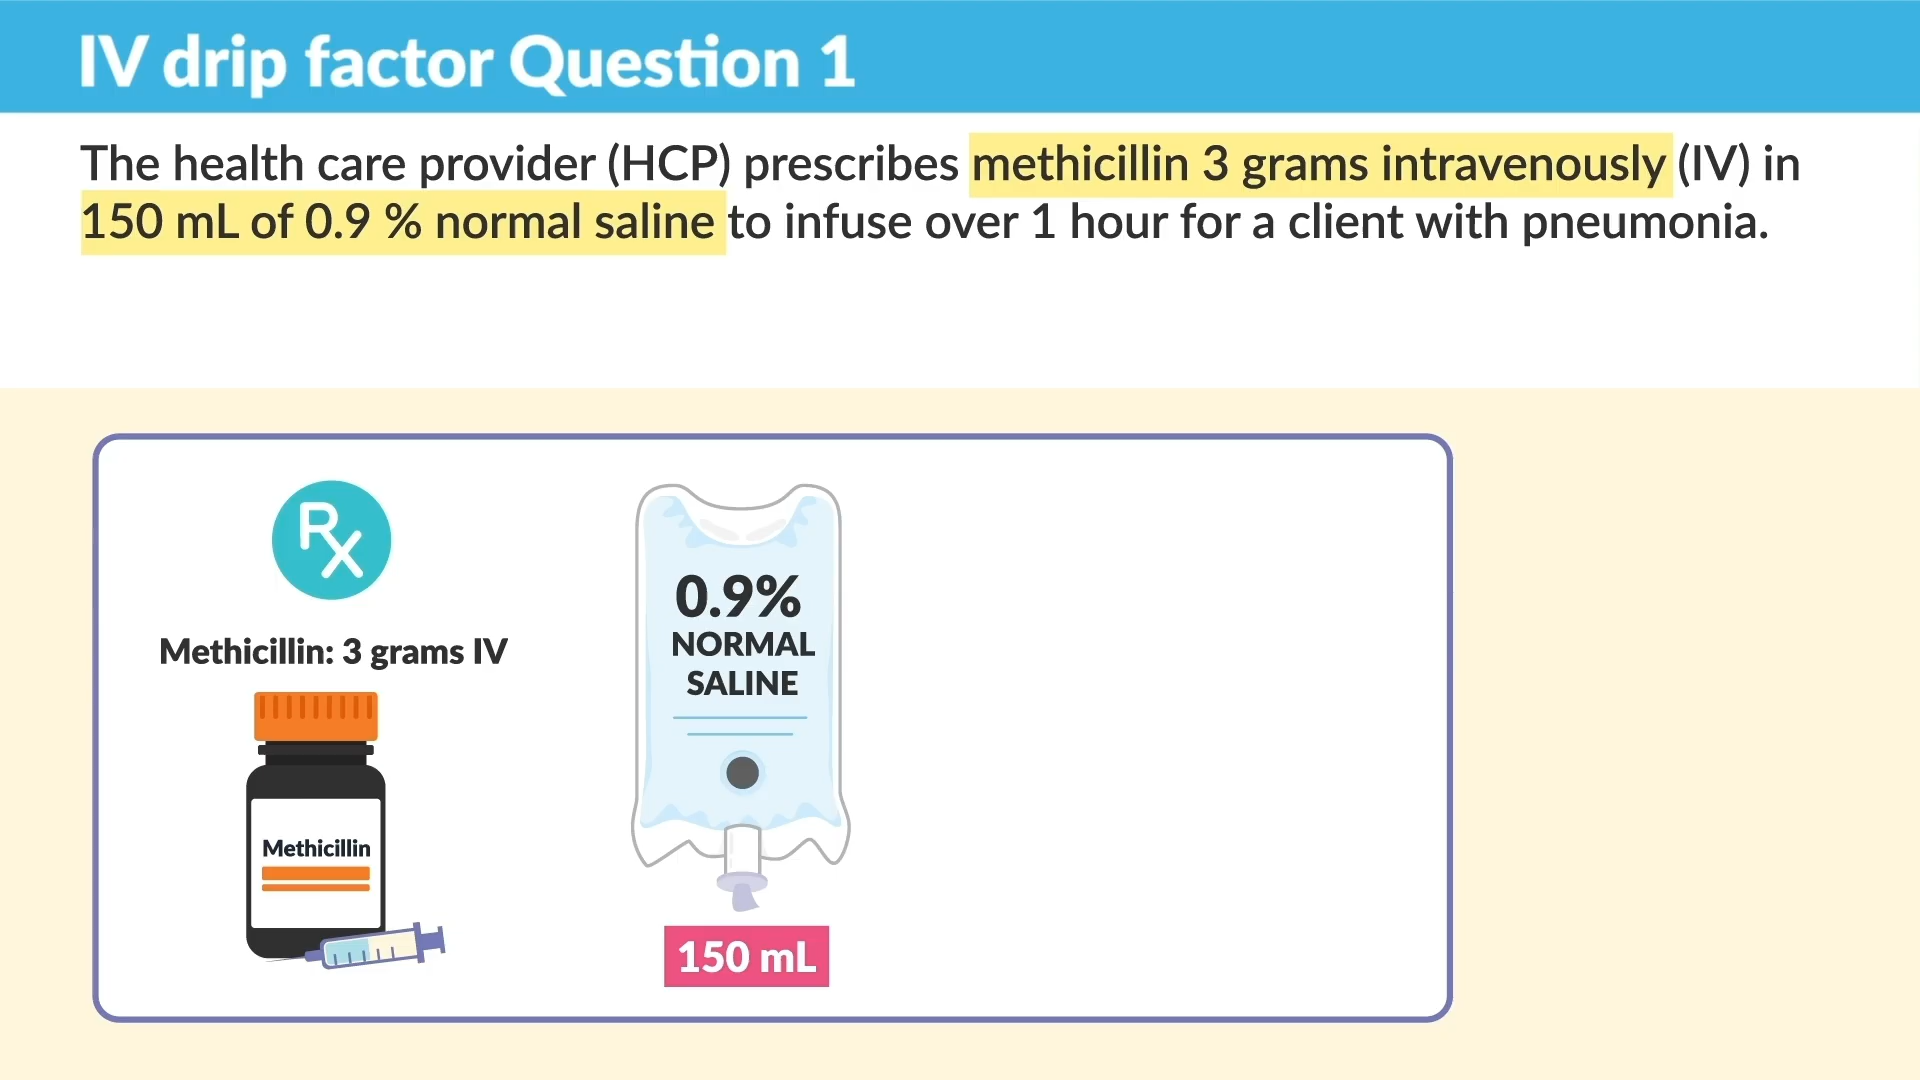 IV drip factor Question 1
The health care provider (HCP) prescribes methicillin 3 grams intravenously (IV) in
150 mL of 0.9 % normal saline to infuse over 1 hour for a client with pneumonia.
Rx
Methicillin: 3 grams IV
Methicillin
0.9%
NORMAL
SALINE
150 mL